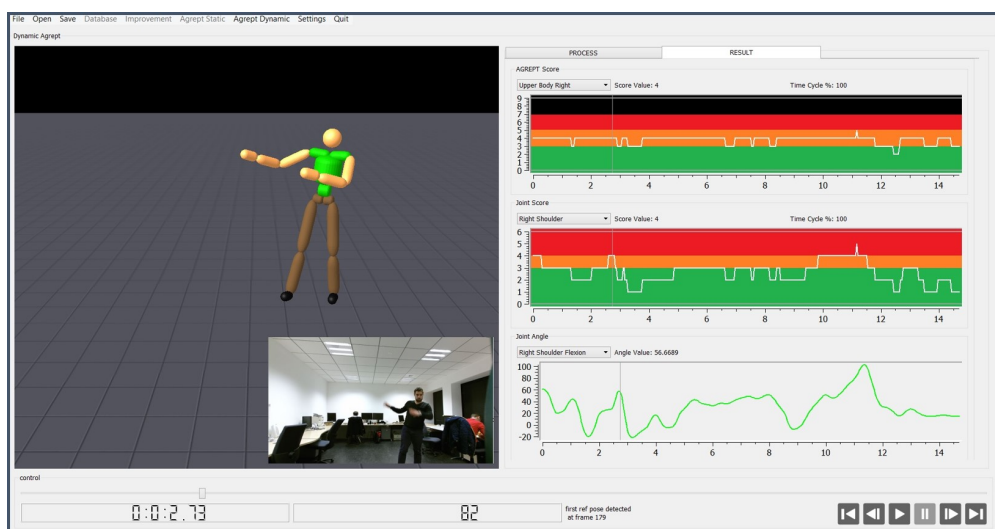 File Open Save Database Improvement Agrept Static Agrept Dynamic Settings Quit
Dynamic Agrept
PROCESS RESULT
AGREPT Score
Upper Body Right Score Value: 4 Time Cycle %: 100
9
8
7
6
5
4
3
2
1
0
0 2 4 6 8 10 12 14
Joint Score
Right Shoulder Score Value: 4 Time Cycle %: 100
6
5
4
3
2
1
0
0 2 4 6 8 10 12 14
Joint Angle
Right Shoulder Flexion Angle Value: 56.6689
100
80
60
40
20
0
-20
0 2 4 6 8 10 12 14
control
0:0:2.73 82 first ref pose detected
at frame 179